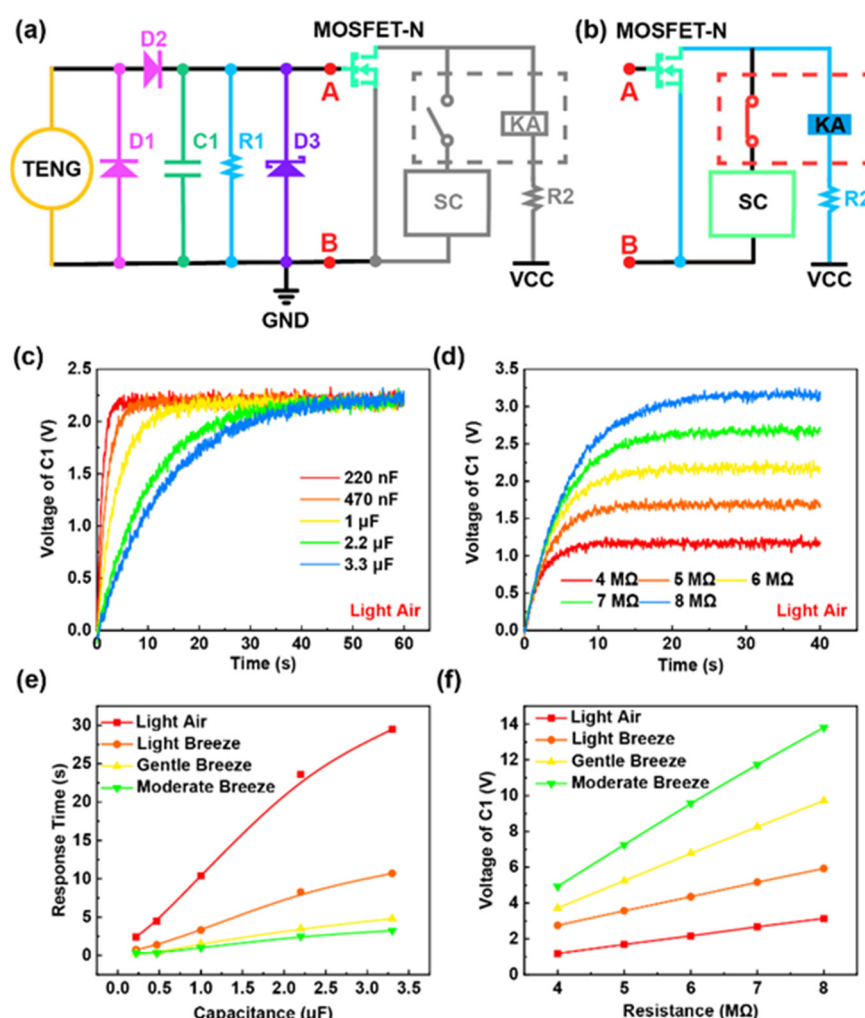 (a)
MOSFET-N
D2
A
TENG
D1
C1
R1
D3
KA
SC
R2
B
VCC
GND
(b)
MOSFET-N
A
KA
SC
R2
B
VCC
(c)
2.5
2.0
1.5
1.0
0.5
0.0
Voltage of C1 (V)
220 nF
470 nF
1 µF
2.2 µF
3.3 µF
Light Air
0 10 20 30 40 50 60
Time (s)
(d)
3.5
3.0
2.5
2.0
1.5
1.0
0.5
0.0
Voltage of C1 (V)
4 MΩ 5 MΩ 6 MΩ
7 MΩ 8 MΩ
Light Air
0 10 20 30 40
Time (s)
(e)
30
25
20
15
10
5
0
Response Time (s)
Light Air
Light Breeze
Gentle Breeze
Moderate Breeze
0.0 0.5 1.0 1.5 2.0 2.5 3.0 3.5
Capacitance (uF)
(f)
14
12
10
8
6
4
2
0
Voltage of C1 (V)
Light Air
Light Breeze
Gentle Breeze
Moderate Breeze
4 5 6 7 8
Resistance (MΩ)